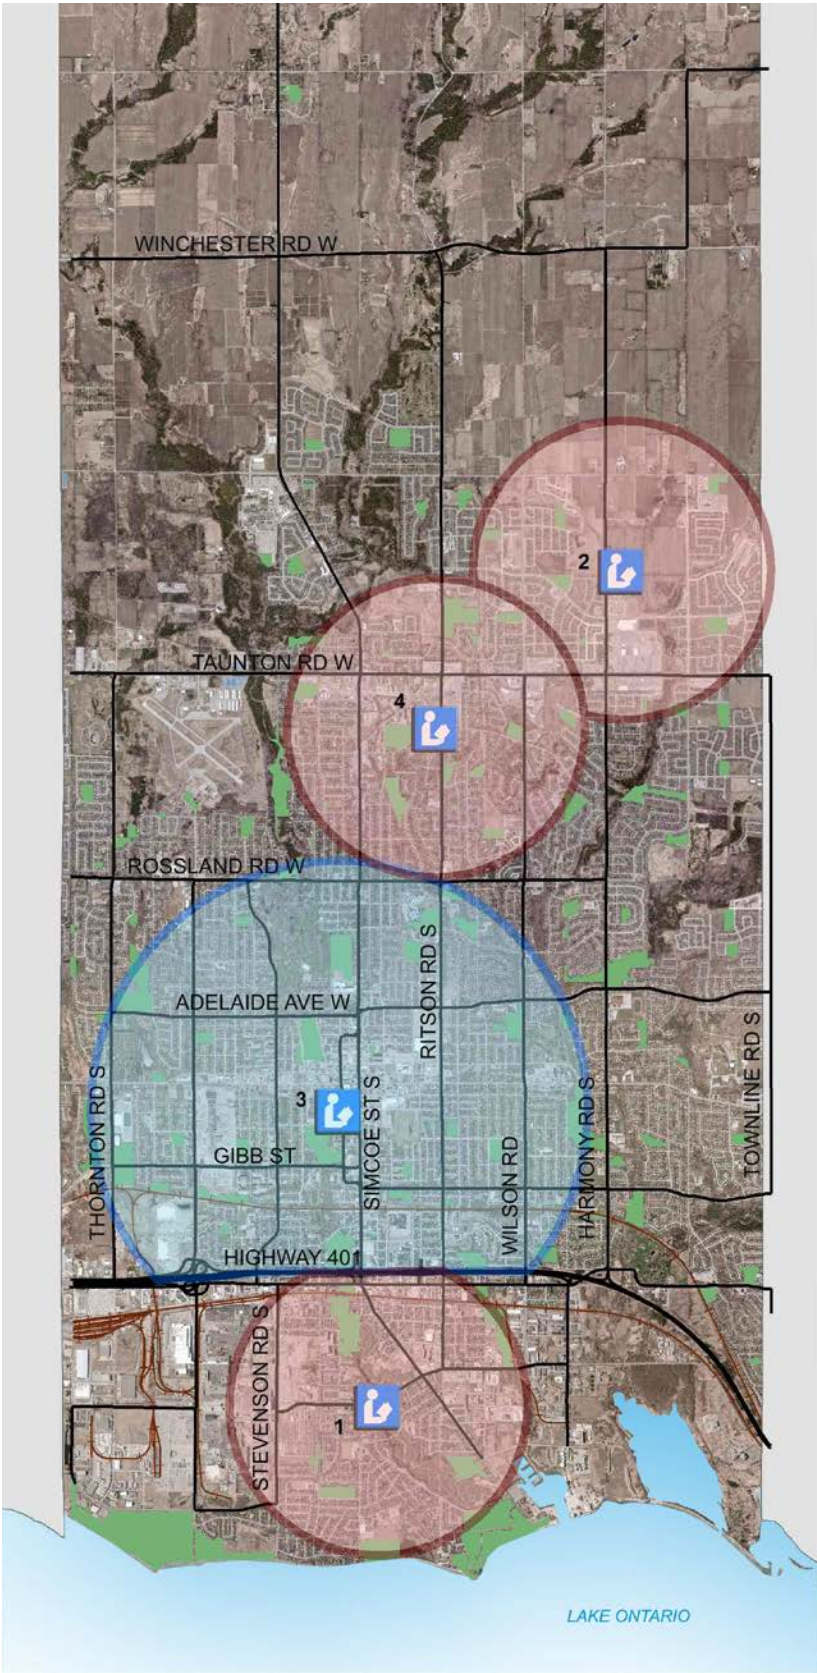 WINCHESTER RD W
2
TAUNTON RD W
4
ROSSLAND RD W
RITSON RD S
ADELAIDE AVE W
3
THORNTON RD S
SIMCOE ST S
HARMONY RD S
TOWNLINE RD S
GIBB ST
WILSON RD
HIGHWAY 401
STEVENSON RD S
1
LAKE ONTARIO